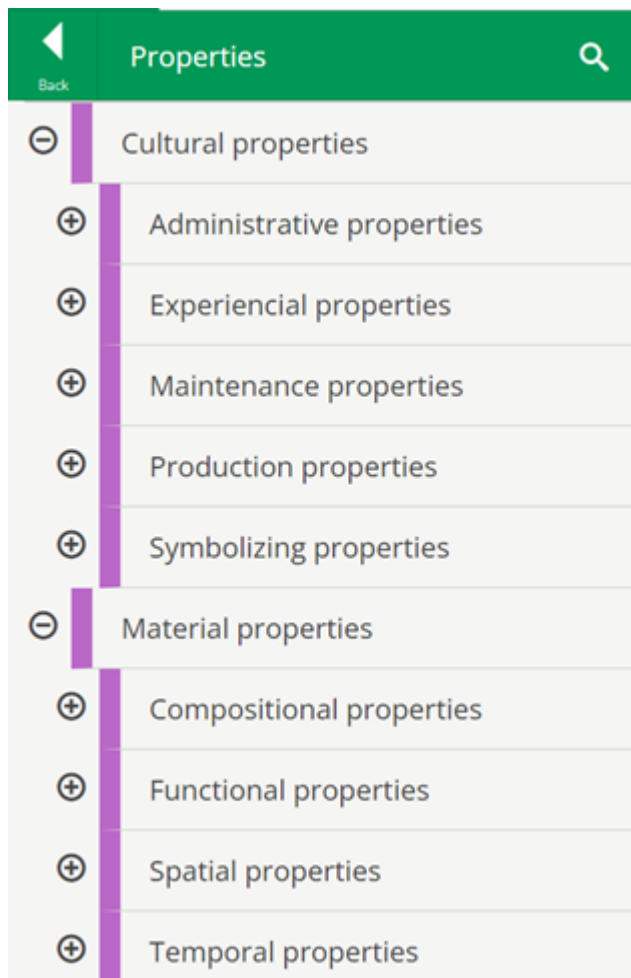 Back
Properties
Cultural properties
Administrative properties
Experiencial properties
Maintenance properties
Production properties
Symbolizing properties
Material properties
Compositional properties
Functional properties
Spatial properties
Temporal properties